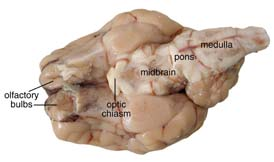 medulla
pons
midbrain
olfactory
bulbs
optic
chiasm